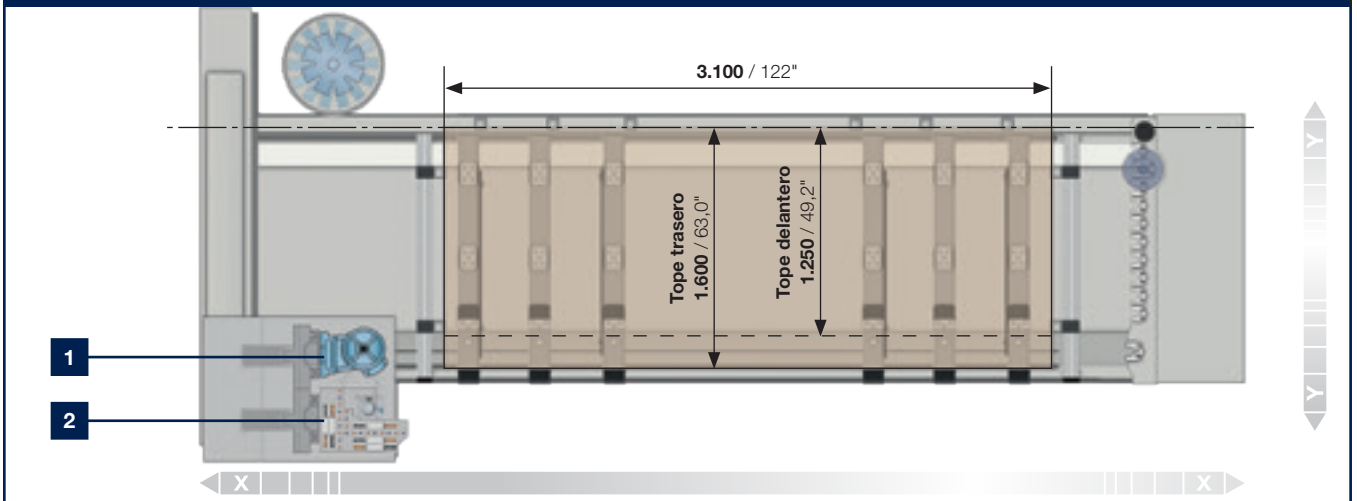 3.100 / 122"
Y
Tope trasero
1.600 / 63,0"
Tope delantero
1.250 / 49,2"
1
2
Y
X
X